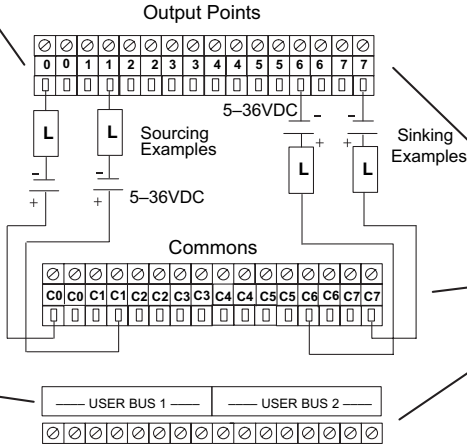 Output Points
0 0 1 1 2 2 3 3 4 4 5 5 6 6 7 7
5–36VDC
L
L
Sourcing
Examples
L
L
Sinking
Examples
- - - -
+ + + +
5–36VDC
Commons
C0 C0 C1 C1 C2 C2 C3 C3 C4 C4 C5 C5 C6 C6 C7 C7
USER BUS 1
USER BUS 2